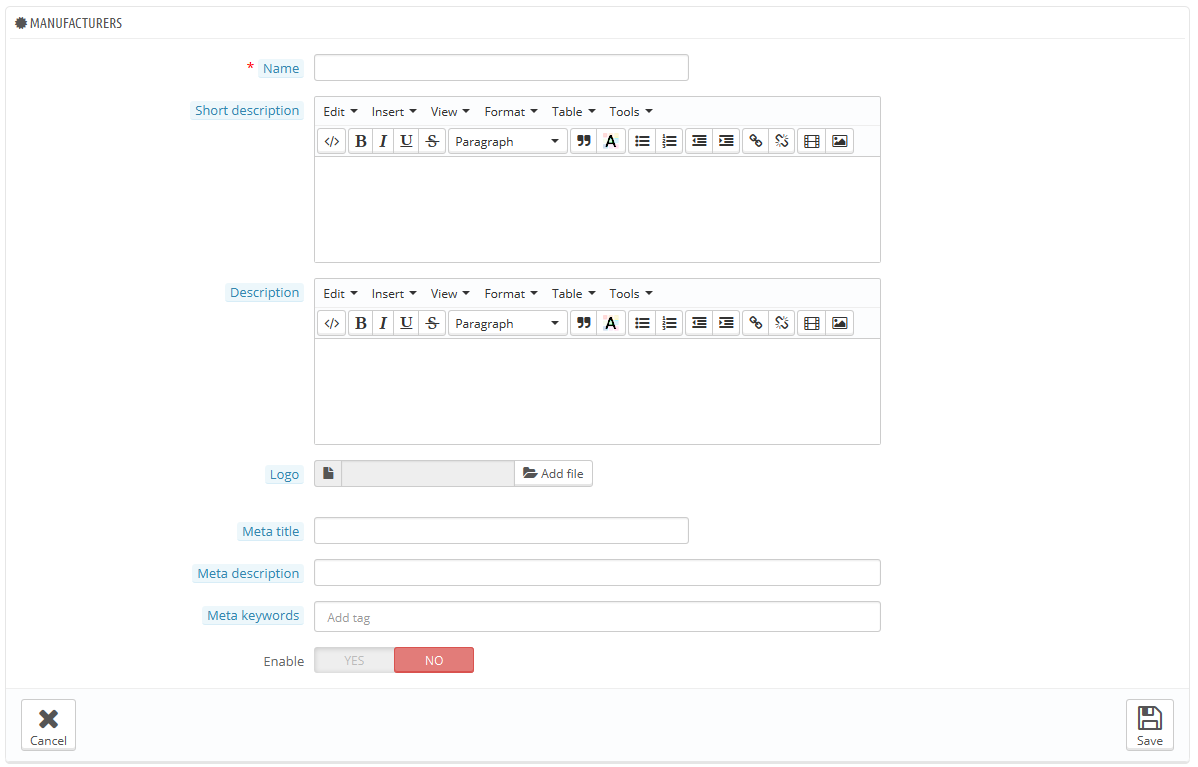 MANUFACTURERS
* Name
Short description
Edit Insert View Format Table Tools
</> B I U S Paragraph A
Description
Edit Insert View Format Table Tools
</> B I U S Paragraph A
Logo Add file
Meta title
Meta description
Meta keywords Add tag
Enable YES NO
Cancel Save